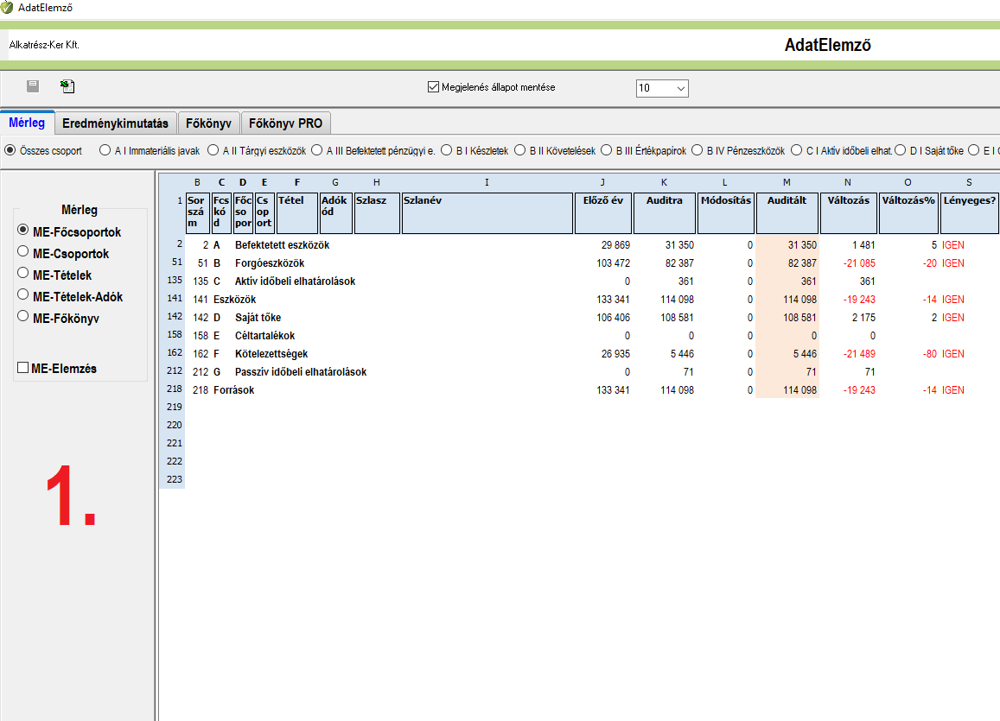 AdatElemző
Alkatrész-Ker Kft.
AdatElemző
Megjelenés állapot mentése
10
Mérleg Eredménykimutatás Főkönyv Főkönyv PRO
Összes csoport A I Immateriális javak A II Tárgyi eszközök A III Befektetett pénzügyi e. B I Készletek B II Követelések B III Értékpapírok B IV Pénzeszközök C I Aktív időbeli elhat. D I Saját tőke E I
Mérleg
ME-Főcsoportok
ME-Csoportok
ME-Tételek
ME-Tételek-Adók
ME-Főkönyv
ME-Elemzés
1.
B C D E F G H I J K L M N O S
1 Sor Fcs Főc Cs Tétel Adók Szlasz Szlanév Előző év Auditra Módosítás Auditált Változás Változás% Lényeges?
szá kó so op ód
m d por ort
2 2 A Befektetett eszközök 29 869 31 350 0 31 350 1 481 5 IGEN
51 51 B Forgóeszközök 103 472 82 387 0 82 387 -21 085 -20 IGEN
135 135 C Aktív időbeli elhatárolások 0 361 0 361 361
141 141 Eszközök 133 341 114 098 0 114 098 -19 243 -14 IGEN
142 142 D Saját tőke 106 406 108 581 0 108 581 2 175 2 IGEN
158 158 E Céltartalékok 0 0 0 0 0
162 162 F Kötelezettségek 26 935 5 446 0 5 446 -21 489 -80 IGEN
212 212 G Passzív időbeli elhatárolások 0 71 0 71 71
218 218 Források 133 341 114 098 0 114 098 -19 243 -14 IGEN
219
220
221
222
223